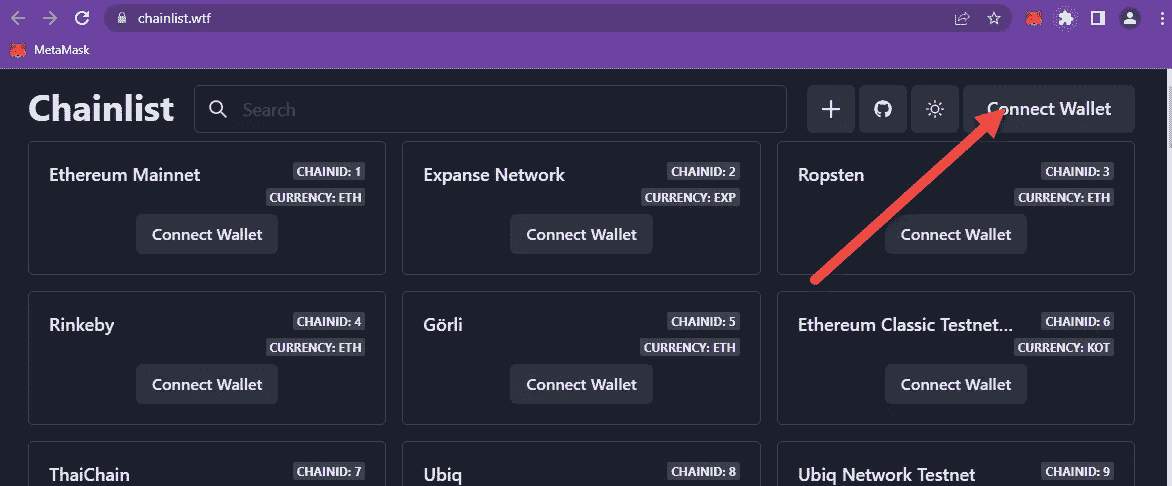 chainlist.wtf
MetaMask
Chainlist
Search
Connect Wallet
Ethereum Mainnet
CHAINID: 1
CURRENCY: ETH
Connect Wallet
Expanse Network
CHAINID: 2
CURRENCY: EXP
Connect Wallet
Ropsten
CHAINID: 3
CURRENCY: ETH
Connect Wallet
Rinkeby
CHAINID: 4
CURRENCY: ETH
Connect Wallet
Görli
CHAINID: 5
CURRENCY: ETH
Connect Wallet
Ethereum Classic Testnet...
CHAINID: 6
CURRENCY: KOT
Connect Wallet
ThaiChain
CHAINID: 7
Ubiq
CHAINID: 8
Ubiq Network Testnet
CHAINID: 9